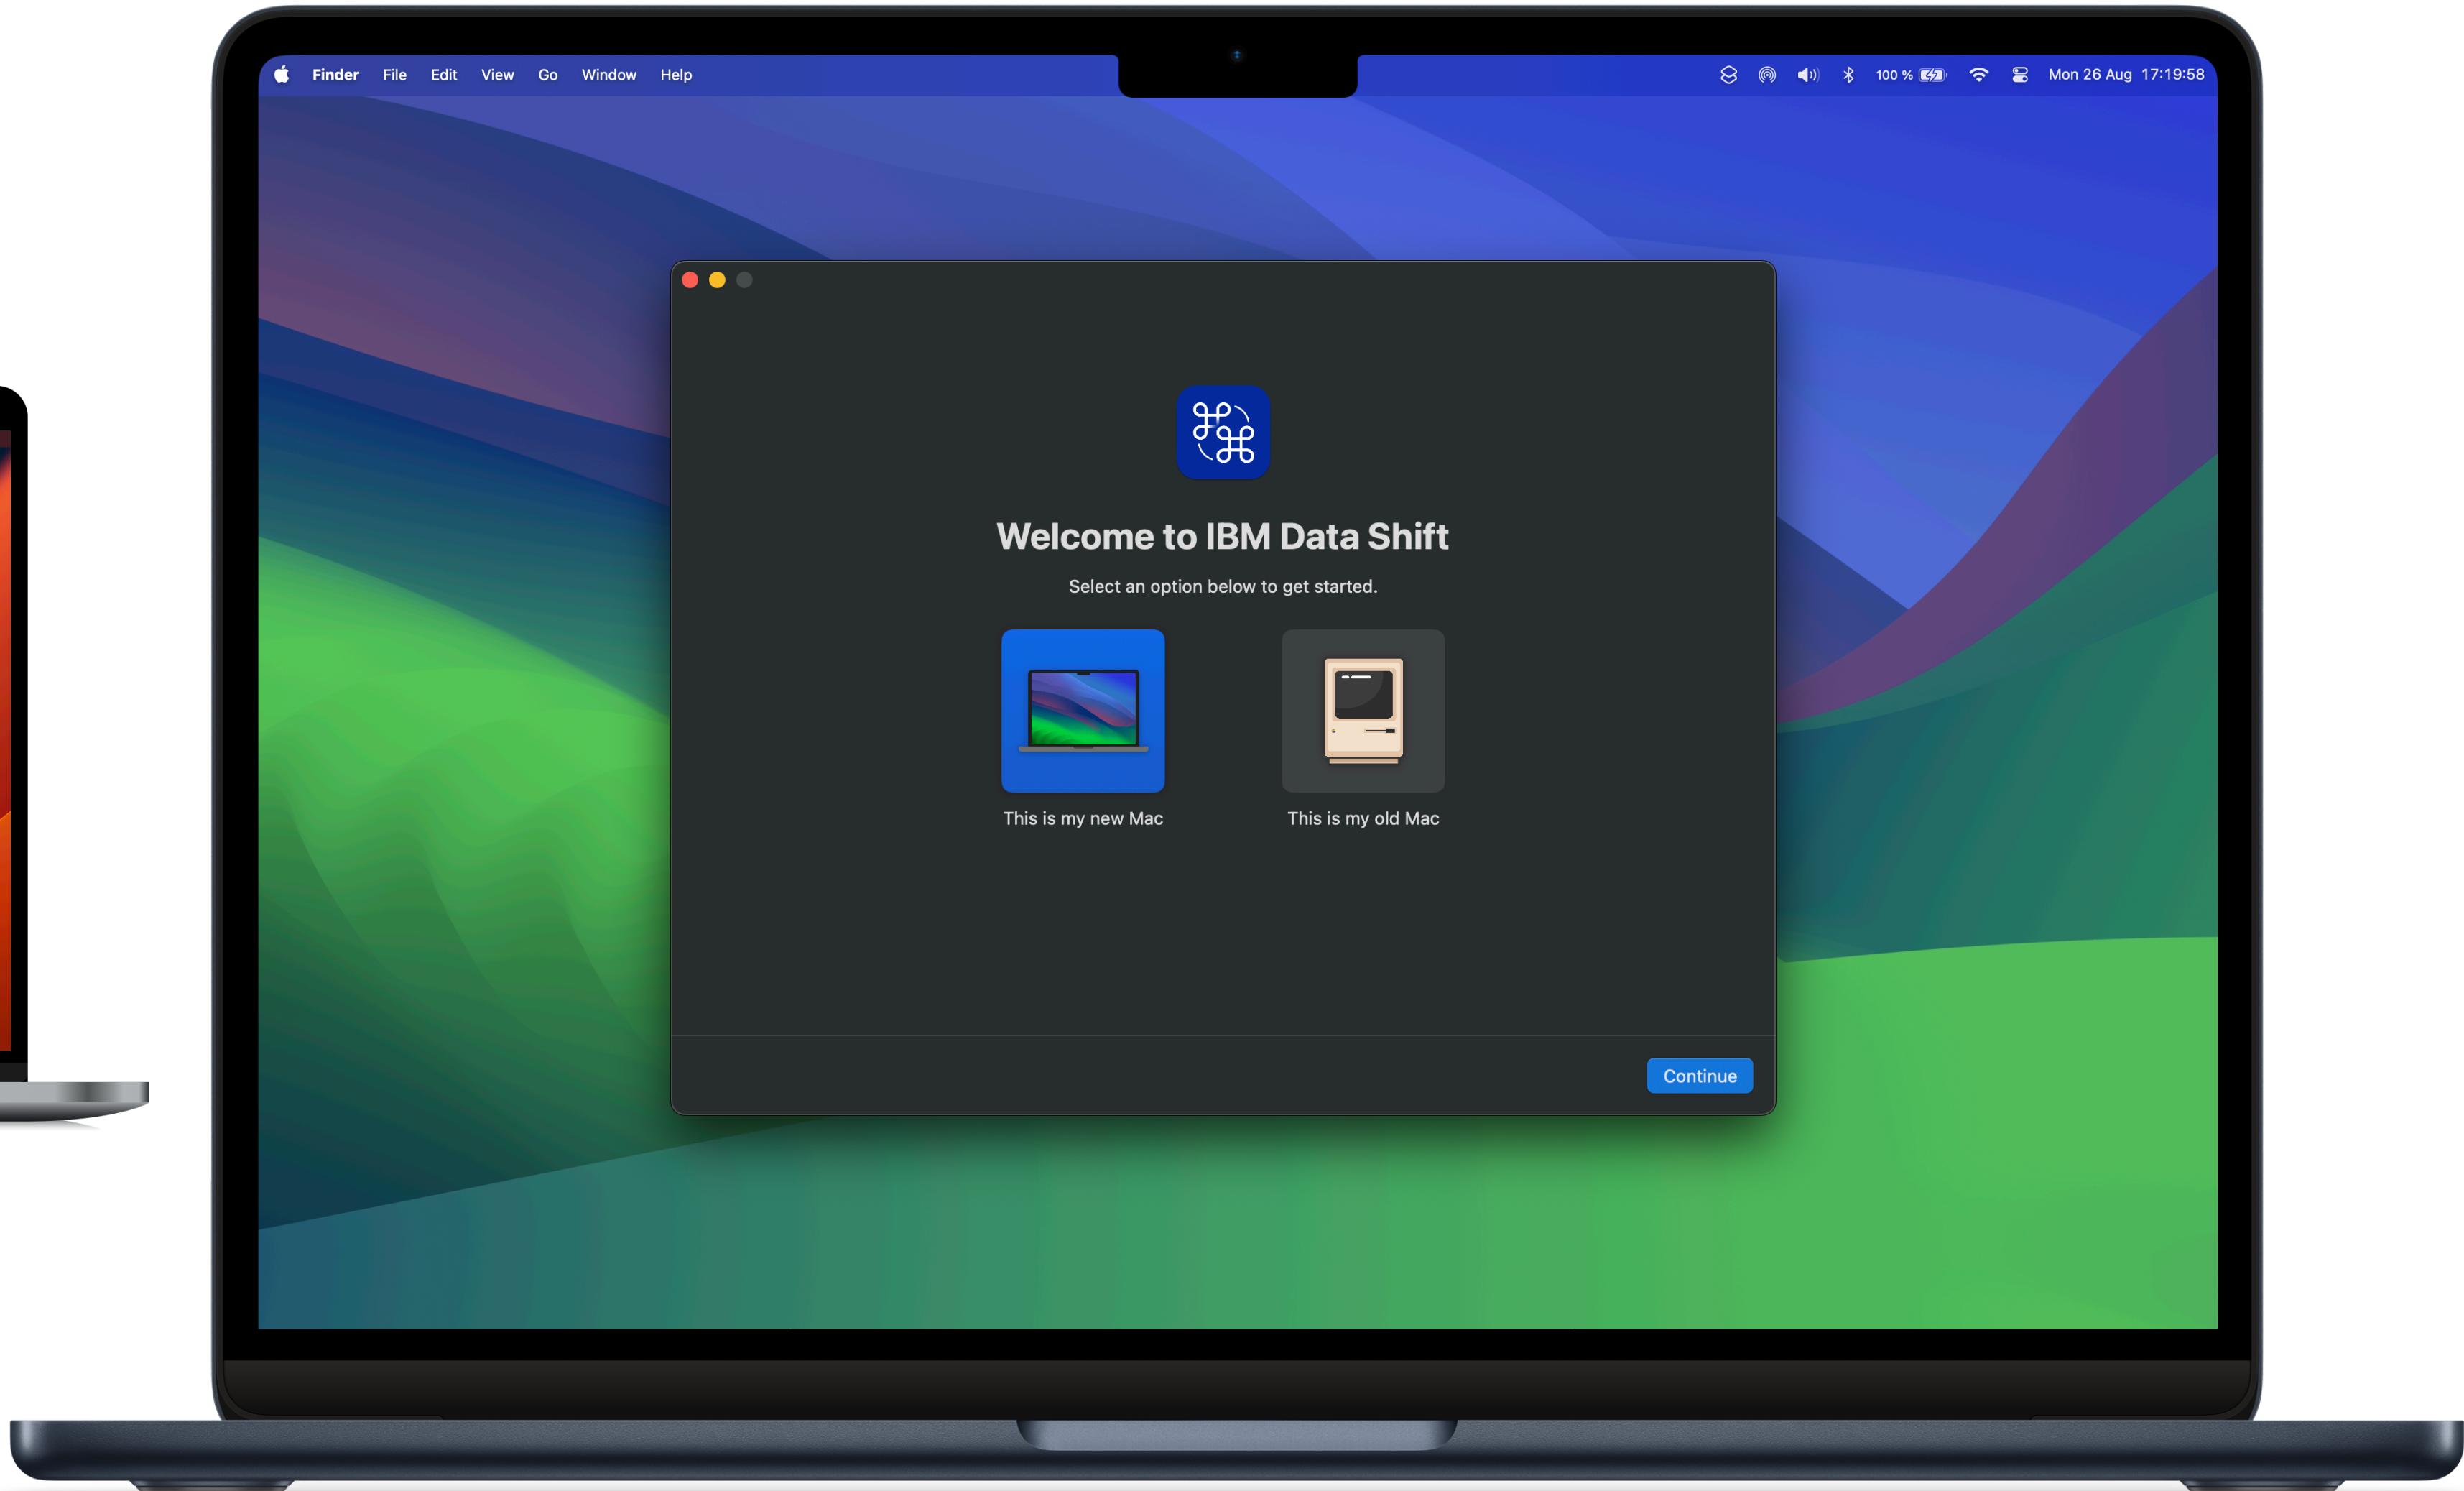 Finder File Edit View Go Window Help 100 % Mon 26 Aug 17:19:58
Welcome to IBM Data Shift
Select an option below to get started.
This is my new Mac This is my old Mac
Continue